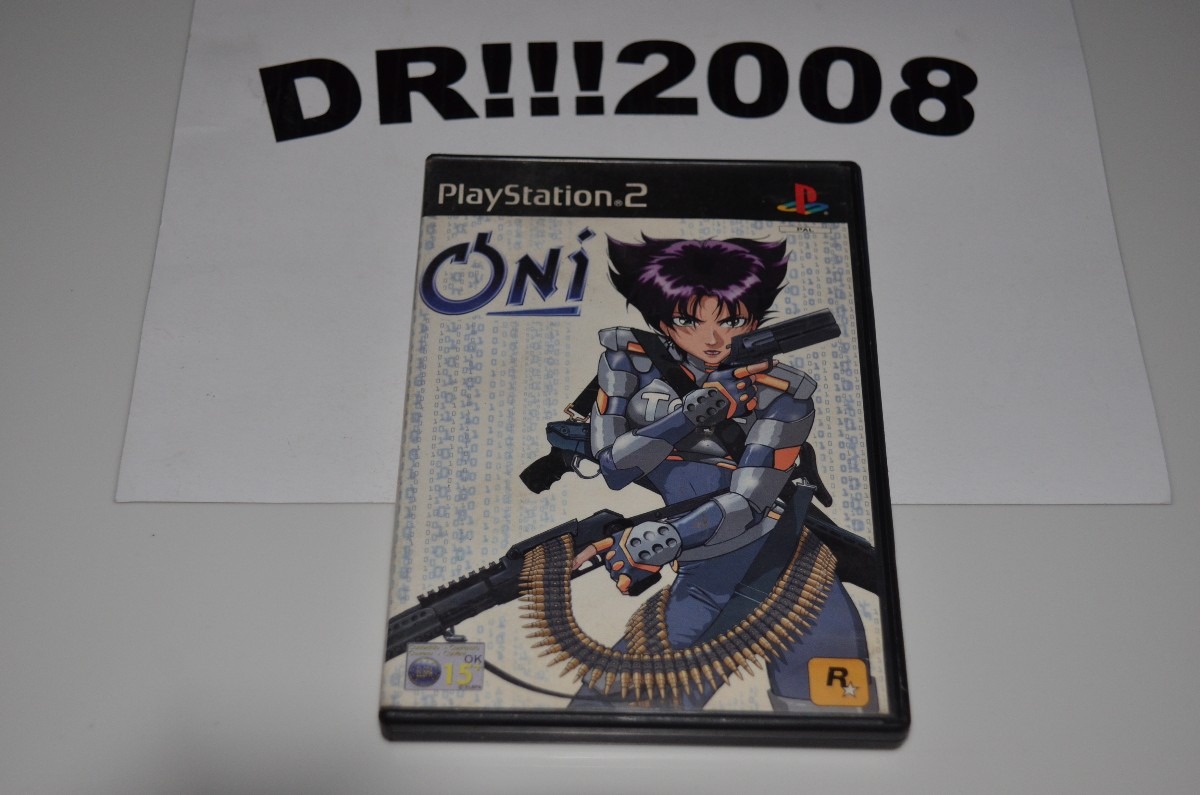 DR!!!2008
PlayStation®2
PAL
ONi
OK
15
R